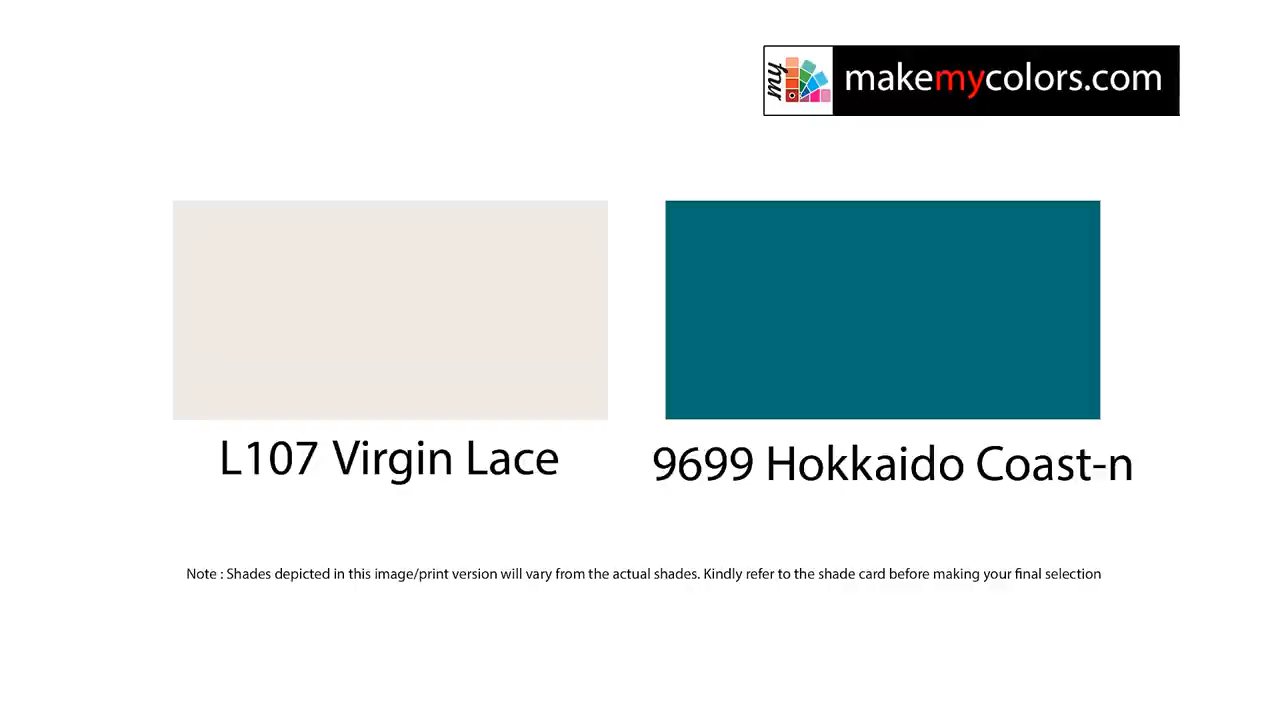 my
makemycolors.com
L107 Virgin Lace
9699 Hokkaido Coast-n
Note : Shades depicted in this image/print version will vary from the actual shades. Kindly refer to the shade card before making your final selection